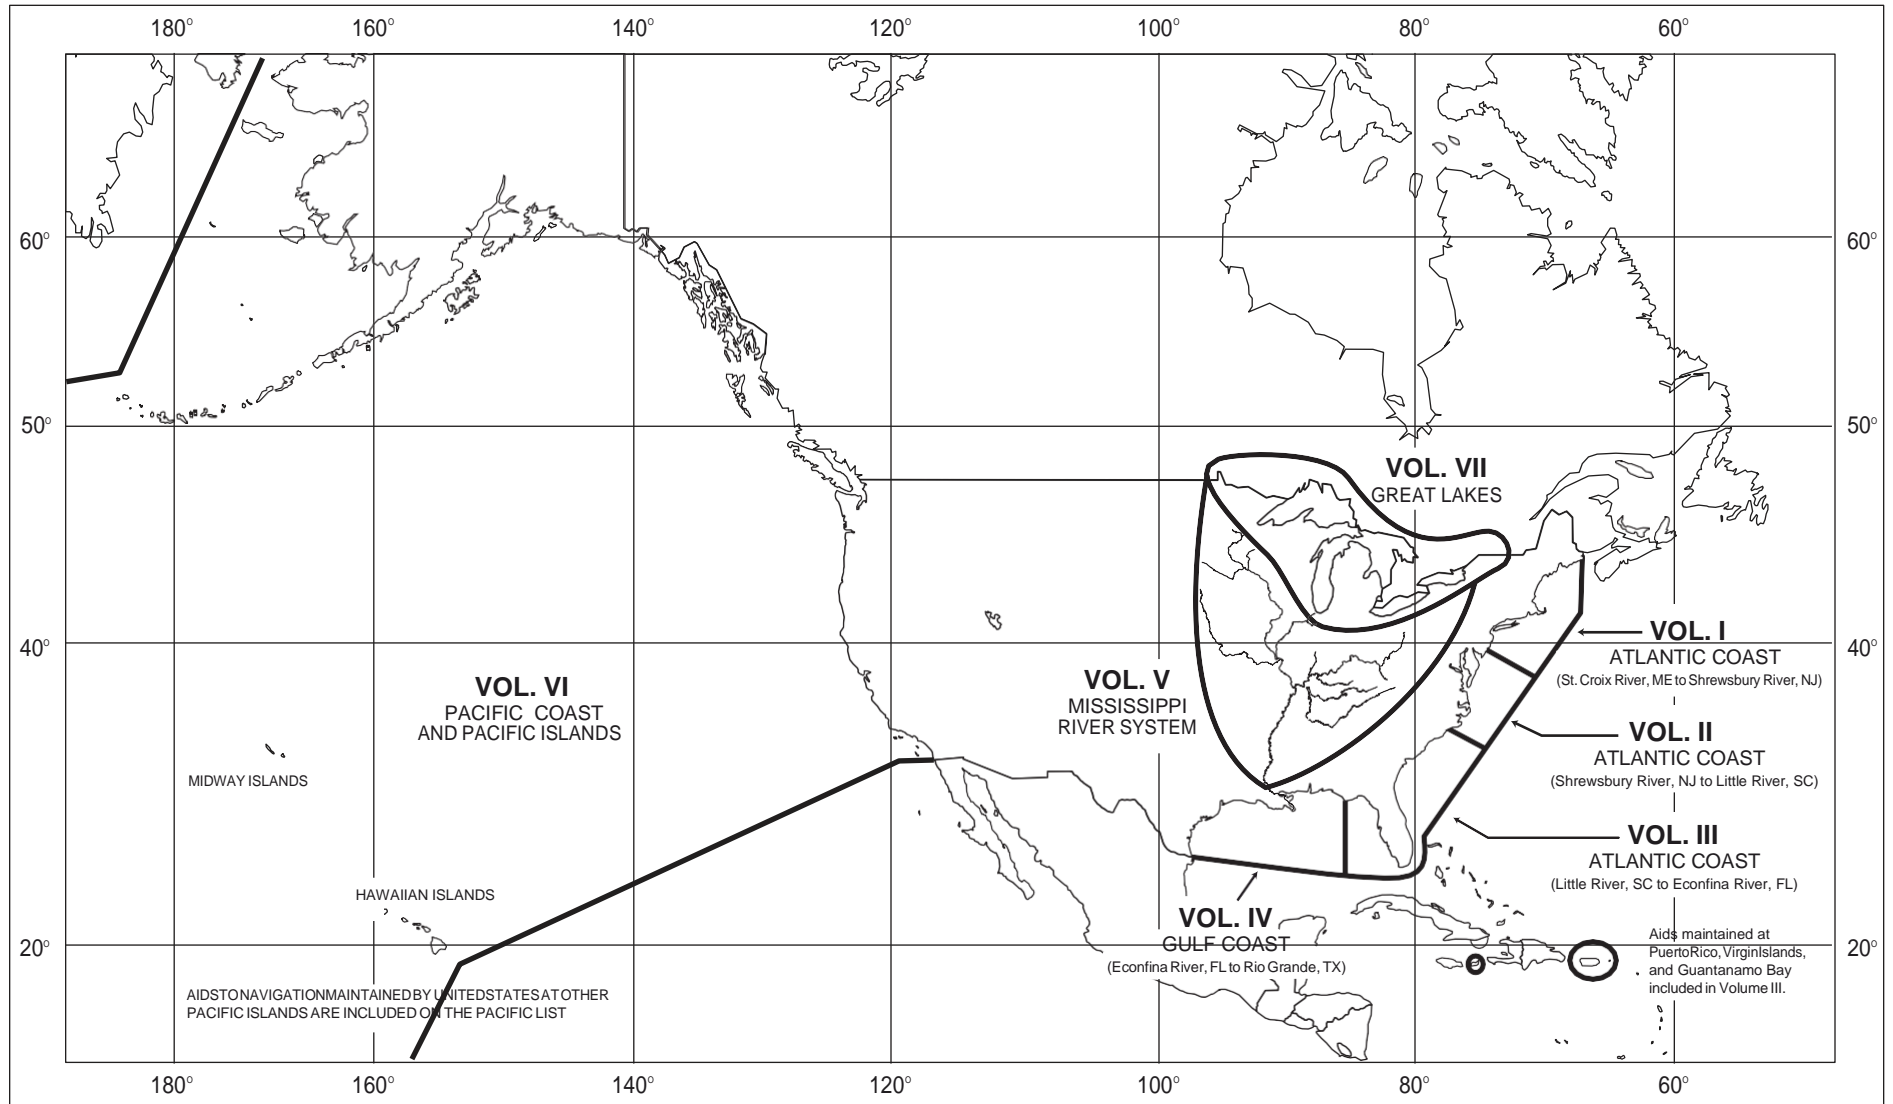 180° 160° 140° 120° 100° 80° 60°
60° 60°
50° 50°
VOL. VII
GREAT LAKES
VOL. I
ATLANTIC COAST
(St. Croix River, ME to Shrewsbury River, NJ)
40° 40°
VOL. V
MISSISSIPPI
RIVER SYSTEM
VOL. VI
PACIFIC COAST
AND PACIFIC ISLANDS
VOL. II
ATLANTIC COAST
(Shrewsbury River, NJ to Little River, SC)
MIDWAY ISLANDS
VOL. III
ATLANTIC COAST
(Little River, SC to Econfina River, FL)
HAWAIIAN ISLANDS
VOL. IV
GULF COAST
(Econfina River, FL to Rio Grande, TX)
20° 20°
Aids maintained at
PuertoRico, VirginIslands,
and Guantanamo Bay
included in Volume III.
AIDSTONAVIGATIONMAINTAINED BY UNITEDSTATES AT OTHER
PACIFIC ISLANDS ARE INCLUDED ON THE PACIFIC LIST
180° 160° 140° 120° 100° 80° 60°